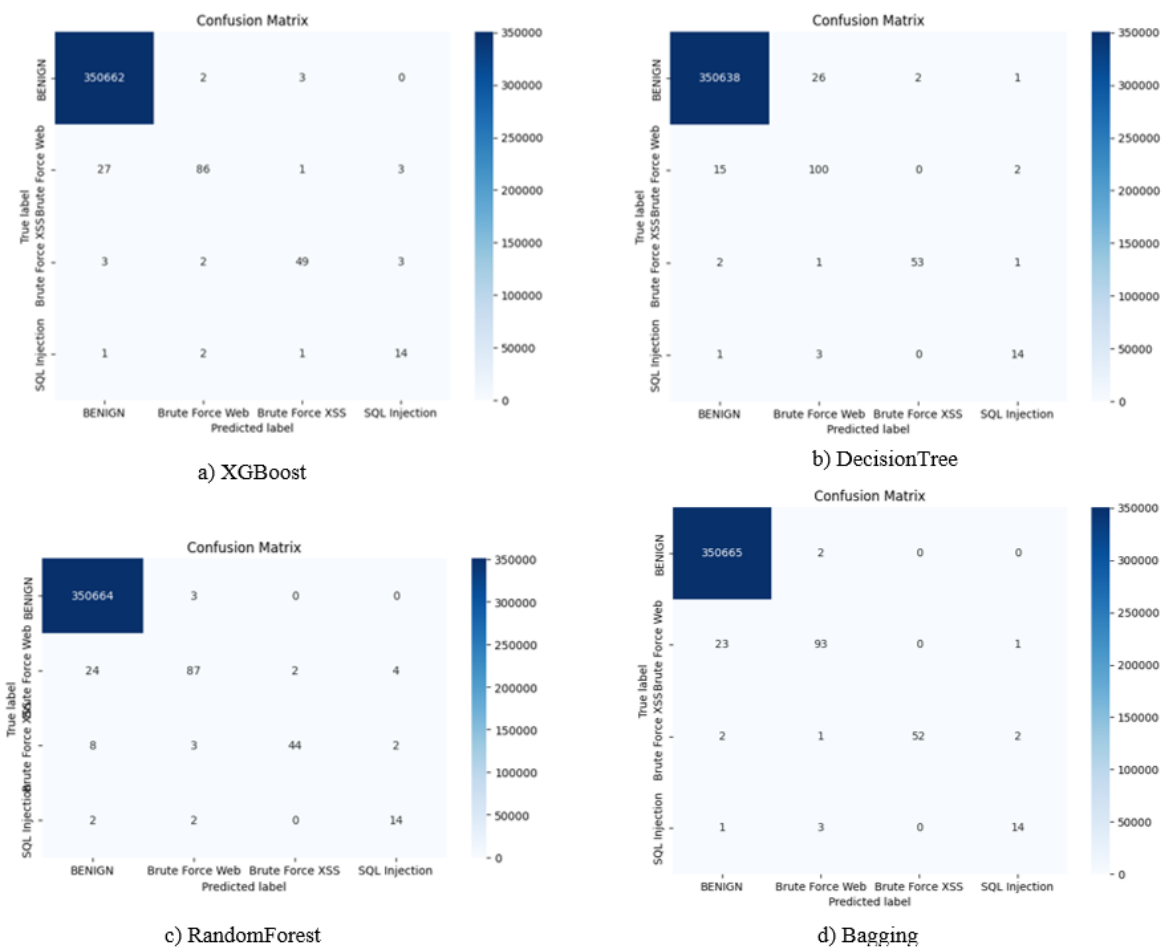 Confusion Matrix
BENIGN
Brute Force Web
Brute Force XSS
SQL Injection
True label
350662 2 3 0
27 86 1 3
3 2 49 3
1 2 1 14
BENIGN Brute Force Web Brute Force XSS SQL Injection
Predicted label
350000
300000
250000
200000
150000
100000
50000
0
a) XGBoost
Confusion Matrix
BENIGN
Brute Force Web
Brute Force XSS
SQL Injection
True label
350638 26 2 1
15 100 0 2
2 1 53 1
1 3 0 14
BENIGN Brute Force Web Brute Force XSS SQL Injection
Predicted label
350000
300000
250000
200000
150000
100000
50000
0
b) DecisionTree
Confusion Matrix
BENIGN
Brute Force Web
Brute Force XSS
SQL Injection
True label
350664 3 0 0
24 87 2 4
8 3 44 2
2 2 0 14
BENIGN Brute Force Web Brute Force XSS SQL Injection
Predicted label
350000
300000
250000
200000
150000
100000
50000
0
c) RandomForest
Confusion Matrix
BENIGN
Brute Force Web
Brute Force XSS
SQL Injection
True label
350665 2 0 0
23 93 0 1
2 1 52 2
1 3 0 14
BENIGN Brute Force Web Brute Force XSS SQL Injection
Predicted label
350000
300000
250000
200000
150000
100000
50000
0
d) Bagging